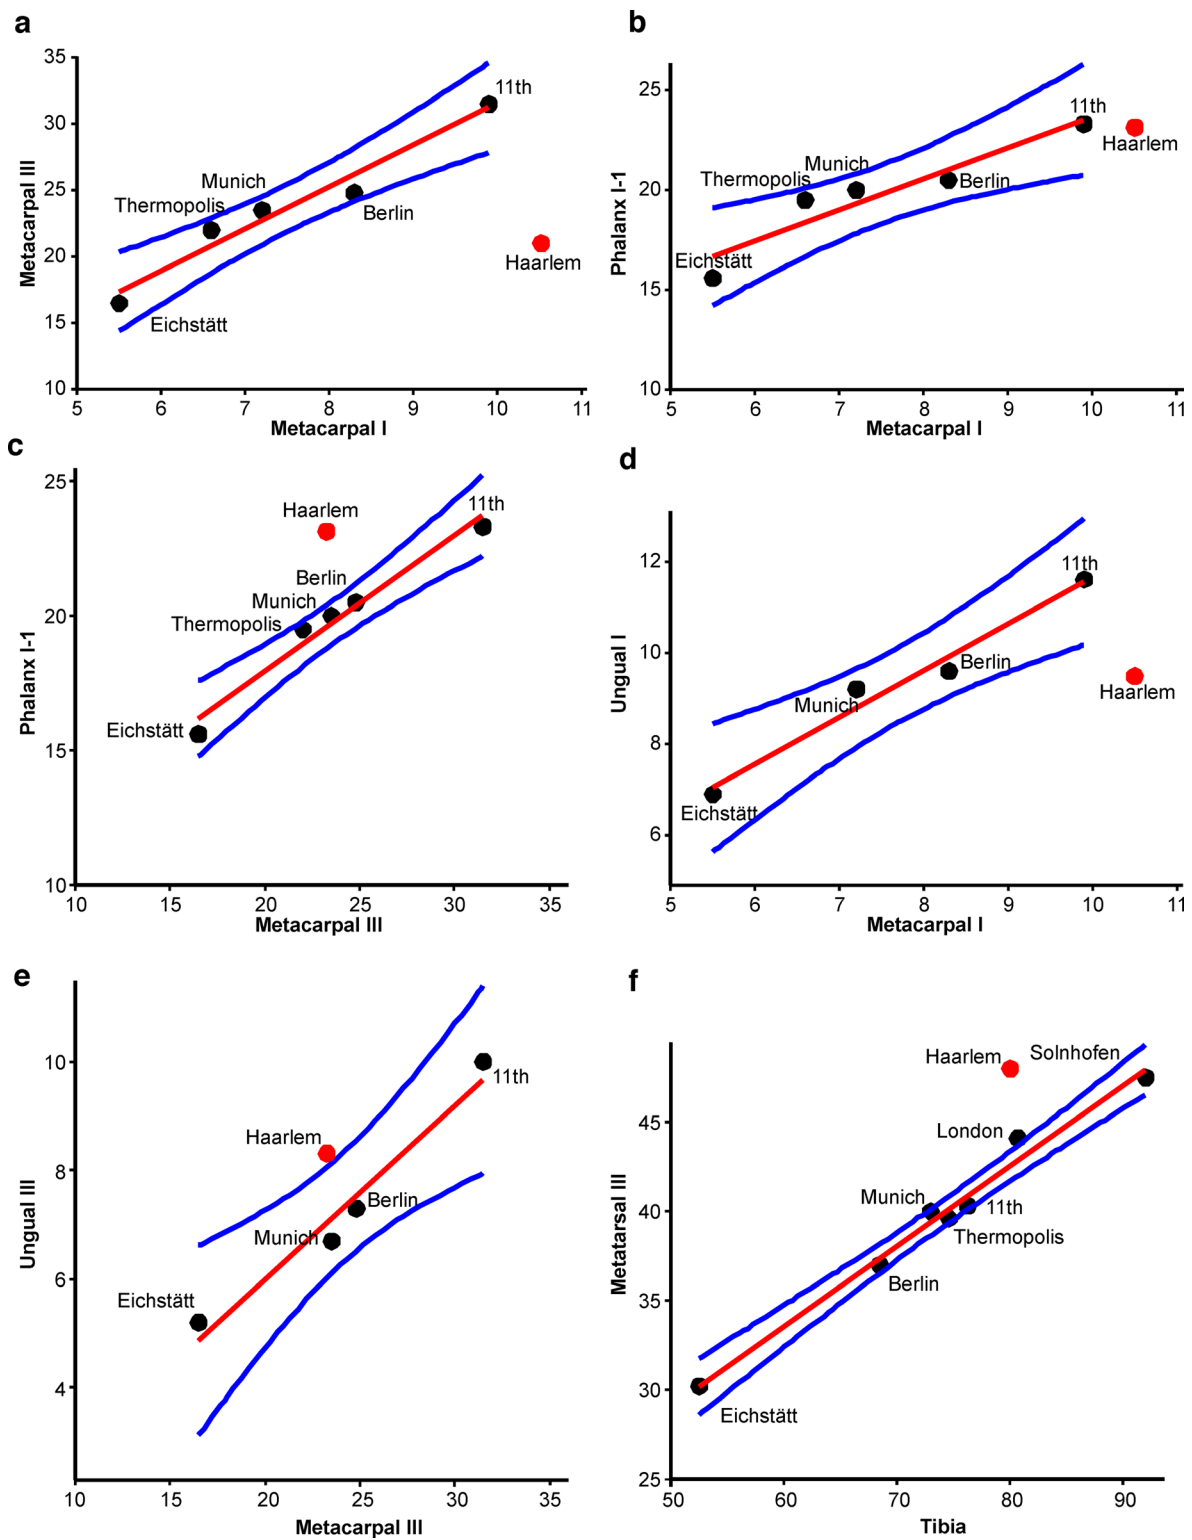 a
35
30
25
20
15
10
Metacarpal III
11th
Munich
Thermopolis
Berlin
Haarlem
Eichstätt
5 6 7 8 9 10 11
Metacarpal I
b
25
20
15
10
Phalanx I-1
11th
Haarlem
Munich
Thermopolis
Berlin
Eichstätt
5 6 7 8 9 10 11
Metacarpal I
c
25
20
15
10
Phalanx I-1
Haarlem
11th
Berlin
Munich
Thermopolis
Eichstätt
10 15 20 25 30 35
Metacarpal III
d
12
10
8
6
Ungual I
11th
Berlin
Haarlem
Munich
Eichstätt
5 6 7 8 9 10 11
Metacarpal I
e
10
8
6
4
Ungual III
11th
Haarlem
Berlin
Munich
Eichstätt
10 15 20 25 30 35
Metacarpal III
f
45
40
35
30
25
Metatarsal III
Haarlem
Solnhofen
London
Munich
11th
Thermopolis
Berlin
Eichstätt
50 60 70 80 90
Tibia